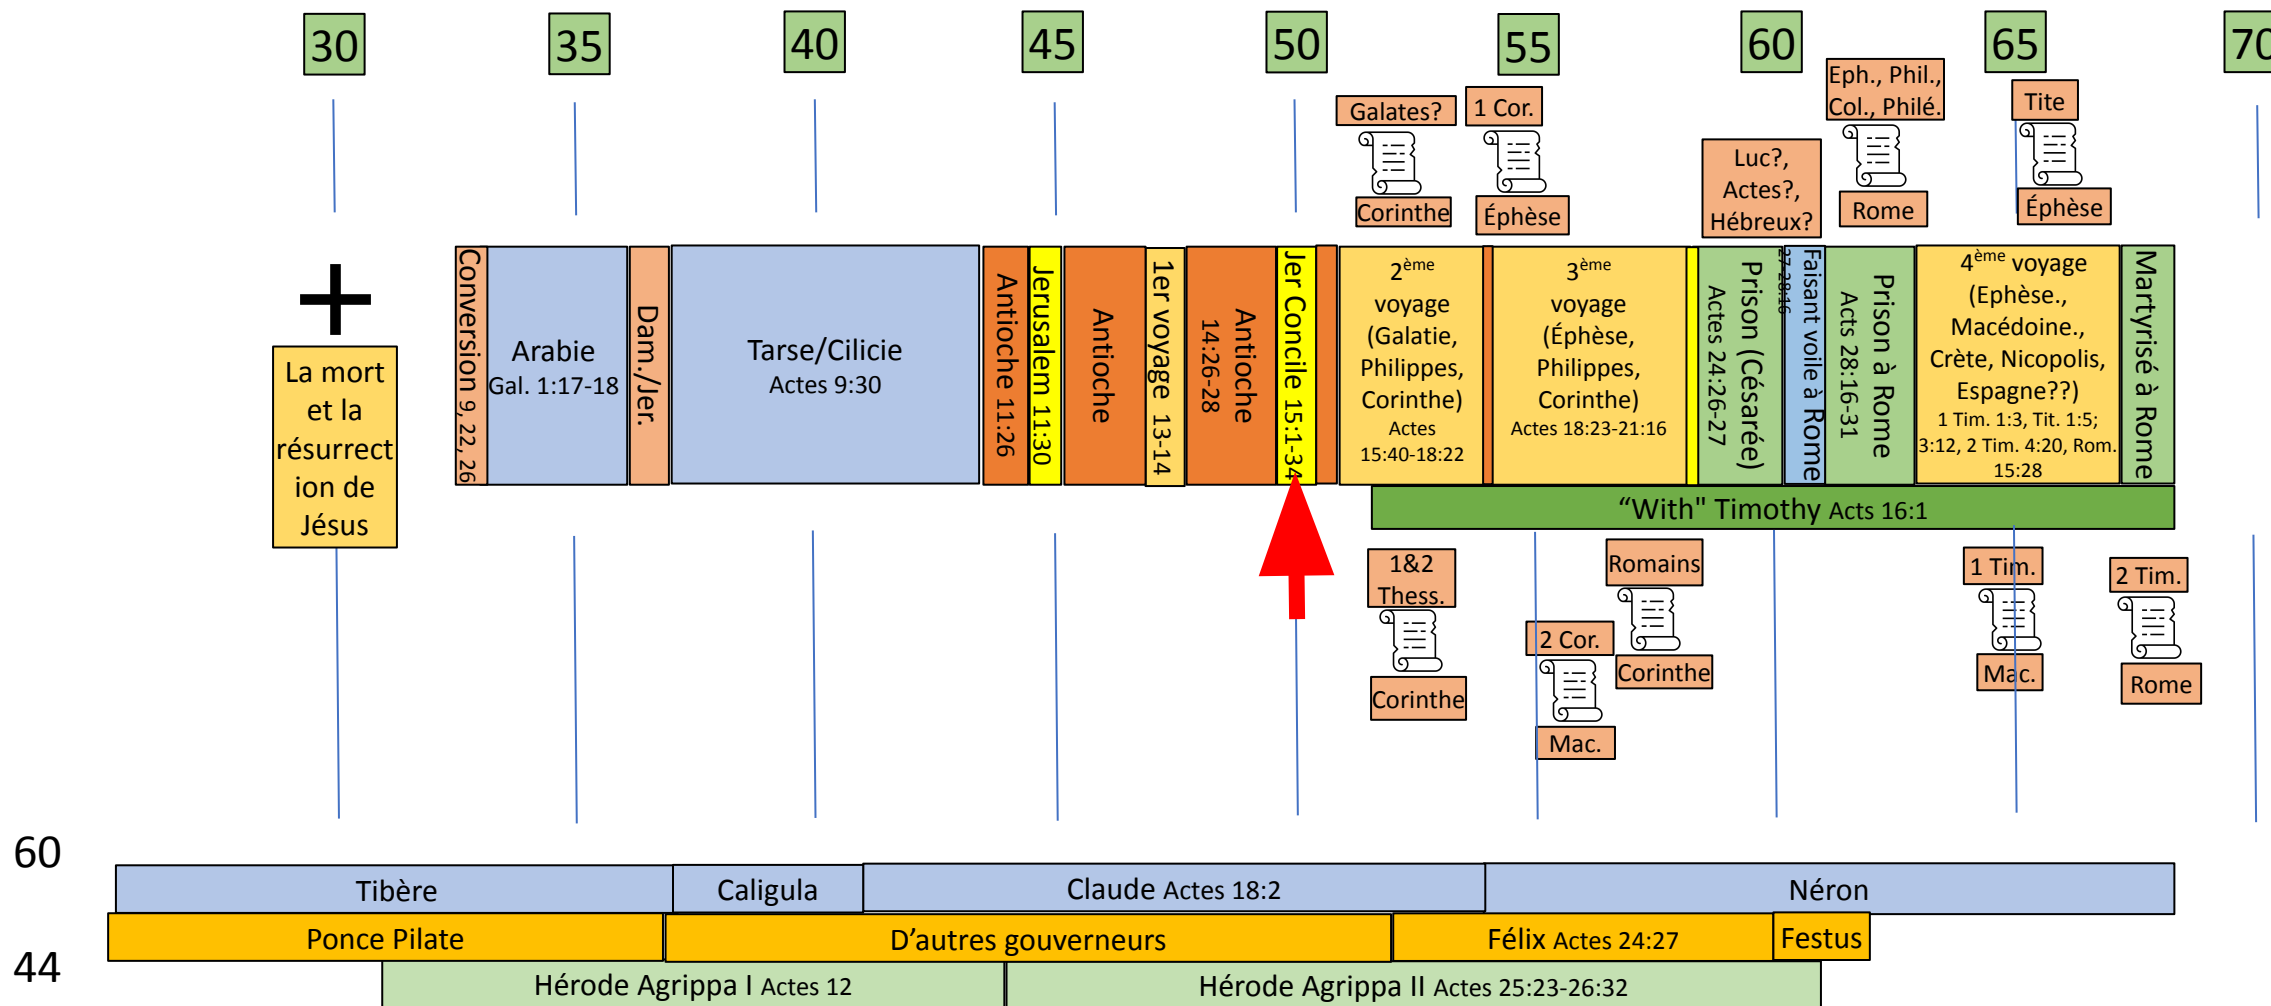 30
35
40
45
50
55
60
65
70
Galates?
Corinthe
1 Cor.
Éphèse
Luc?,
Actes?,
Hébreux?
Eph., Phil.,
Col., Philé.
Rome
Tite
Éphèse
La mort
et la
résurrect
ion de
Jésus
Conversion 9, 22, 26
Arabie
Gal. 1:17-18
Dam./Jer.
Tarse/Cilicie
Actes 9:30
Antioche 11:26
Jerusalem 11:30
Antioche
1er voyage 13-14
Antioche
14:26-28
Jer Concile 15:1-34
2ème
voyage
(Galatie,
Philippes,
Corinthe)
Actes
15:40-18:22
3ème
voyage
(Éphèse,
Philippes,
Corinthe)
Actes 18:23-21:16
Prison (Césarée)
Actes 24:26-27
Faisant voile à Rome
27-28:16
Prison à Rome
Acts 28:16-31
4ème voyage
(Ephèse.,
Macédoine.,
Crète, Nicopolis,
Espagne??)
1 Tim. 1:3, Tit. 1:5;
3:12, 2 Tim. 4:20, Rom.
15:28
Martyrisé à Rome
“With" Timothy Acts 16:1
1&2
Thess.
Corinthe
2 Cor.
Mac.
Romains
Corinthe
1 Tim.
Mac.
2 Tim.
Rome
60
Tibère
Caligula
Claude Actes 18:2
Néron
Ponce Pilate
D’autres gouverneurs
Félix Actes 24:27
Festus
44
Hérode Agrippa I Actes 12
Hérode Agrippa II Actes 25:23-26:32